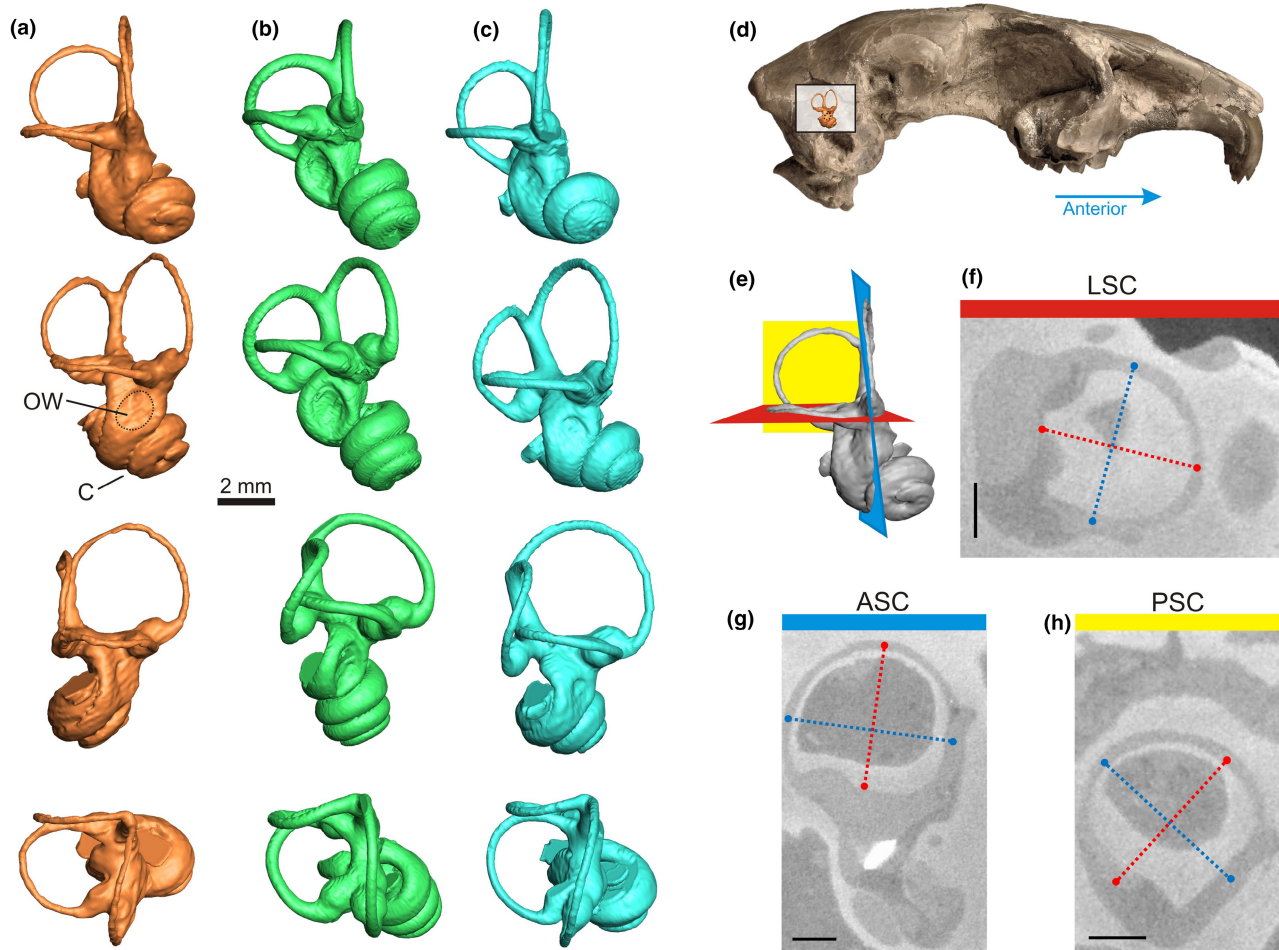 (a)
(b)
(c)
(d)
Anterior
OW
C
2 mm
(e)
(f)
LSC
(g)
ASC
(h)
PSC